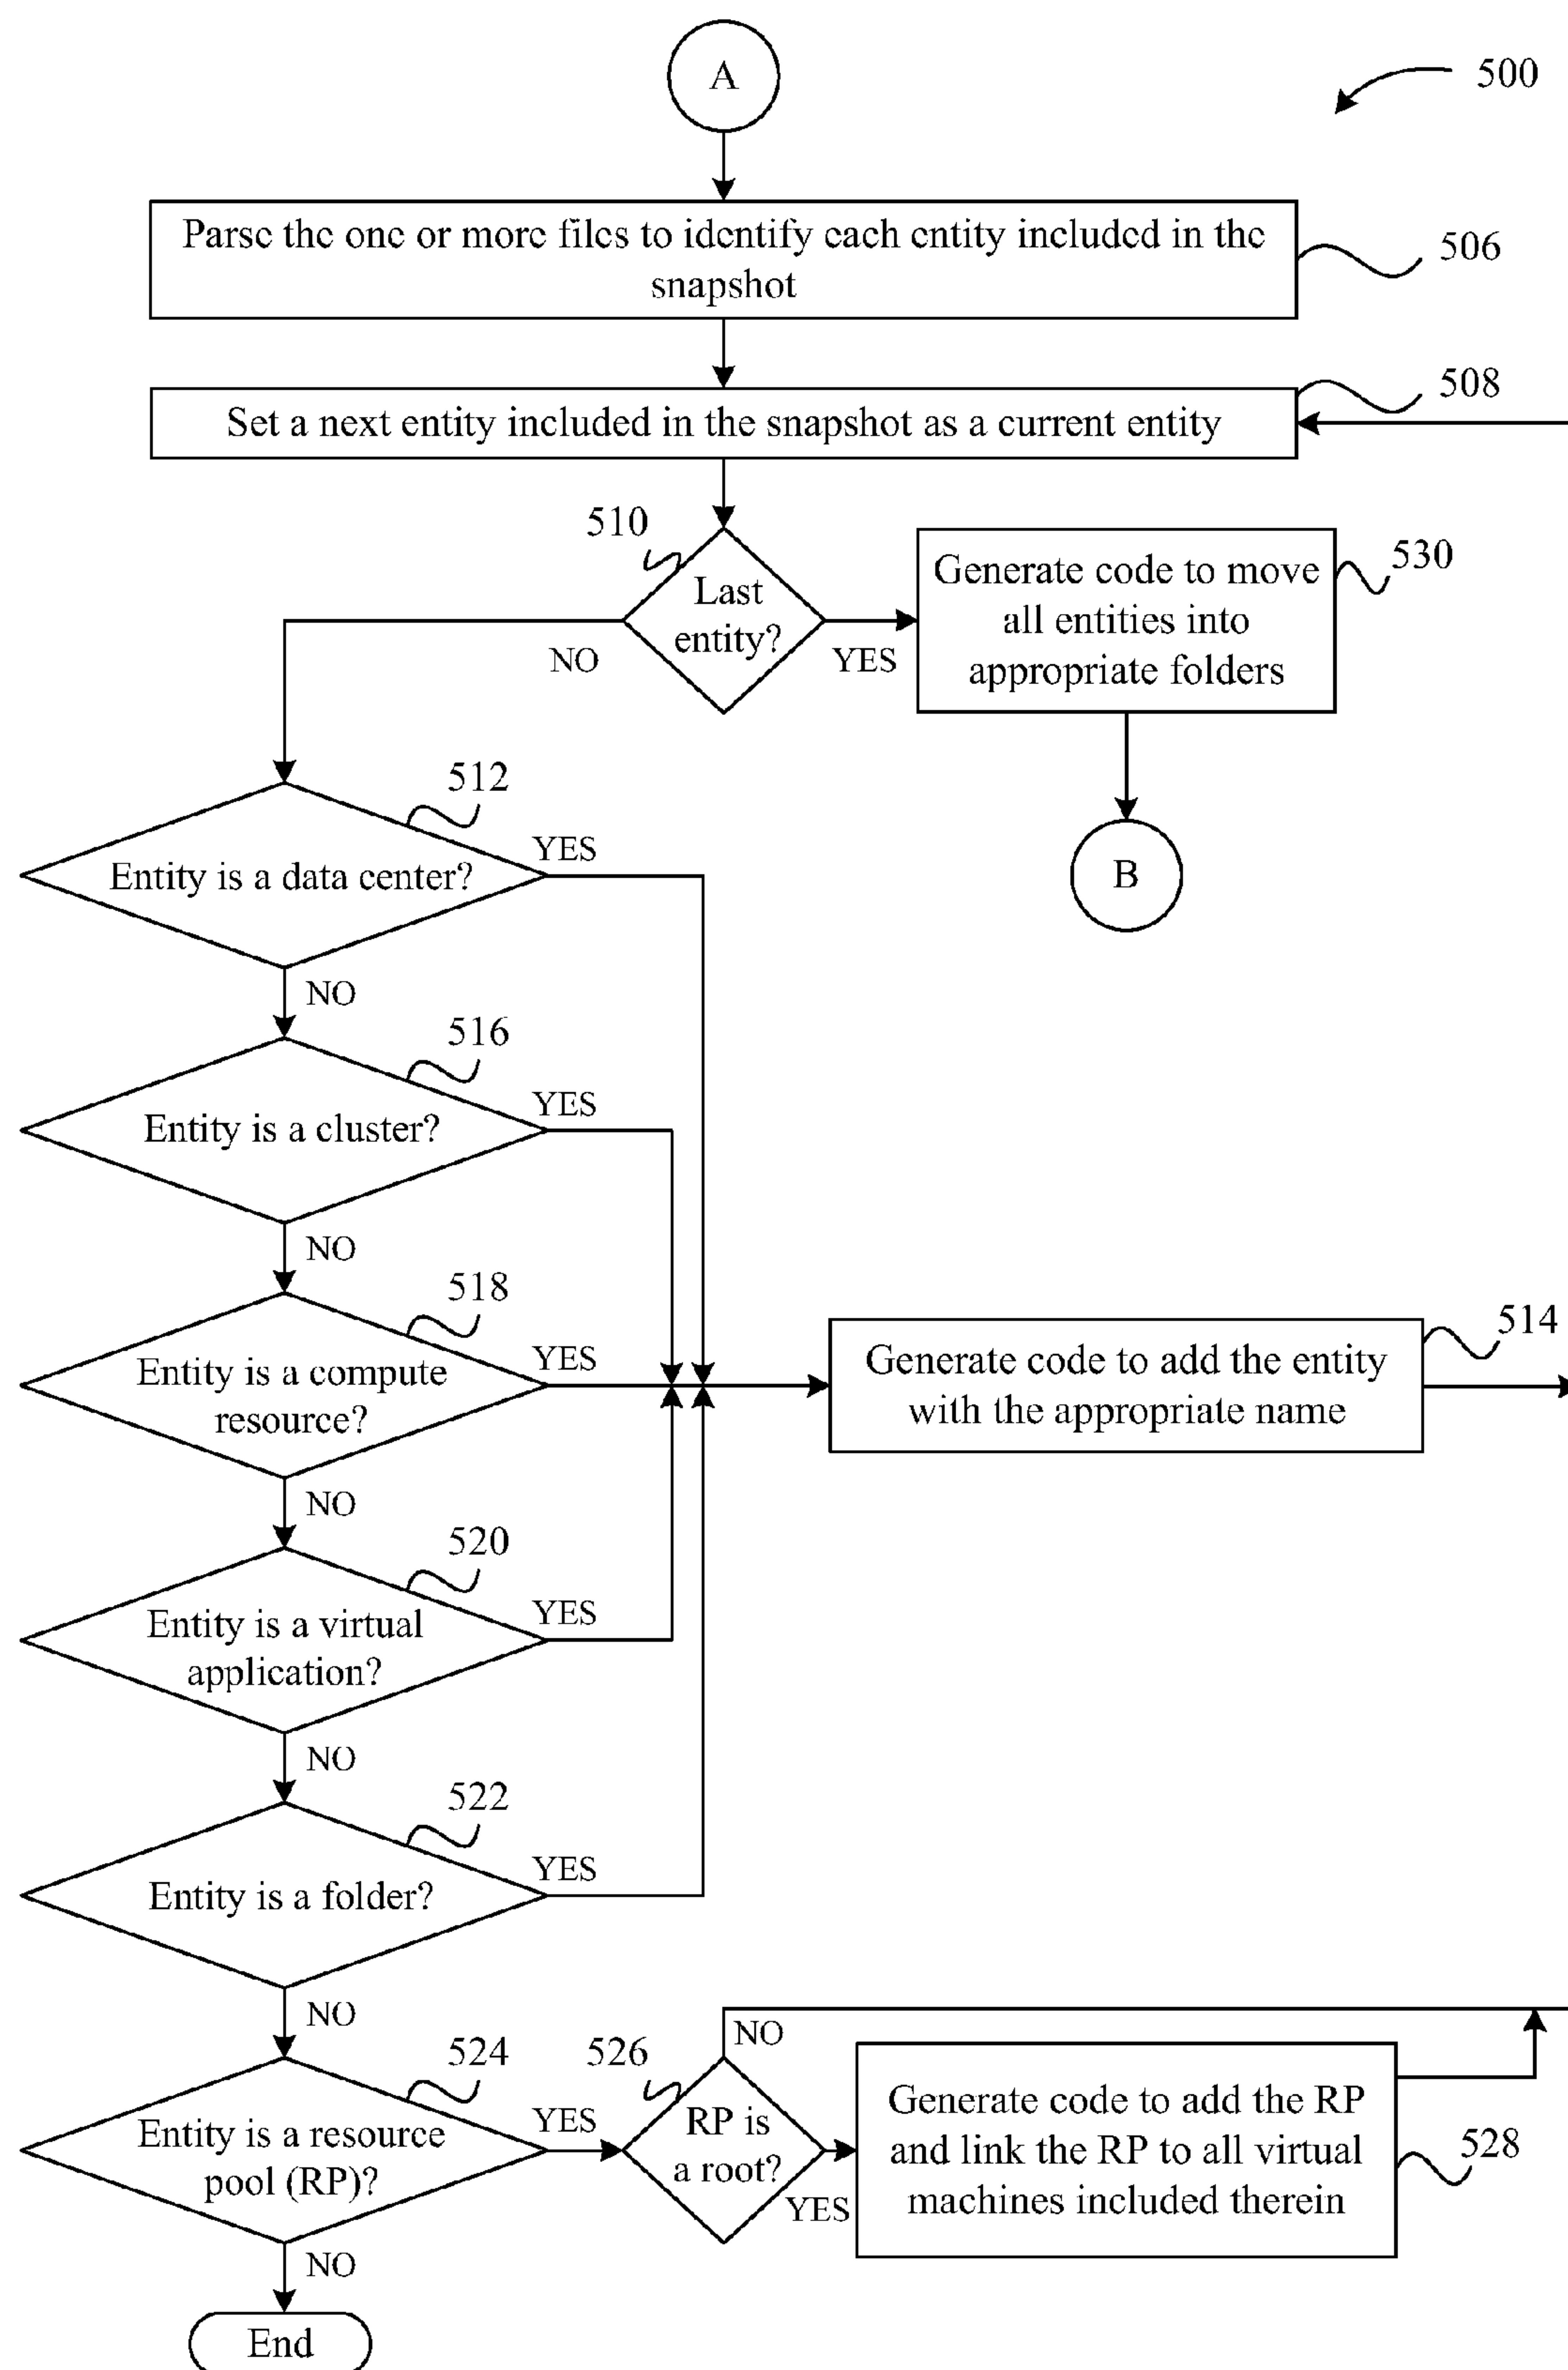 A
500
Parse the one or more files to identify each entity included in the
snapshot
506
508
Set a next entity included in the snapshot as a current entity
510
Last
entity?
NO
YES
Generate code to move
all entities into
appropriate folders
530
B
512
Entity is a data center?
YES
NO
516
Entity is a cluster?
YES
NO
518
Entity is a compute
resource?
YES
514
Generate code to add the entity
with the appropriate name
NO
520
Entity is a virtual
application?
YES
NO
522
Entity is a folder?
YES
NO
524
Entity is a resource
pool (RP)?
YES
526
NO
RP is
a root?
YES
Generate code to add the RP
and link the RP to all virtual
machines included therein
528
NO
End